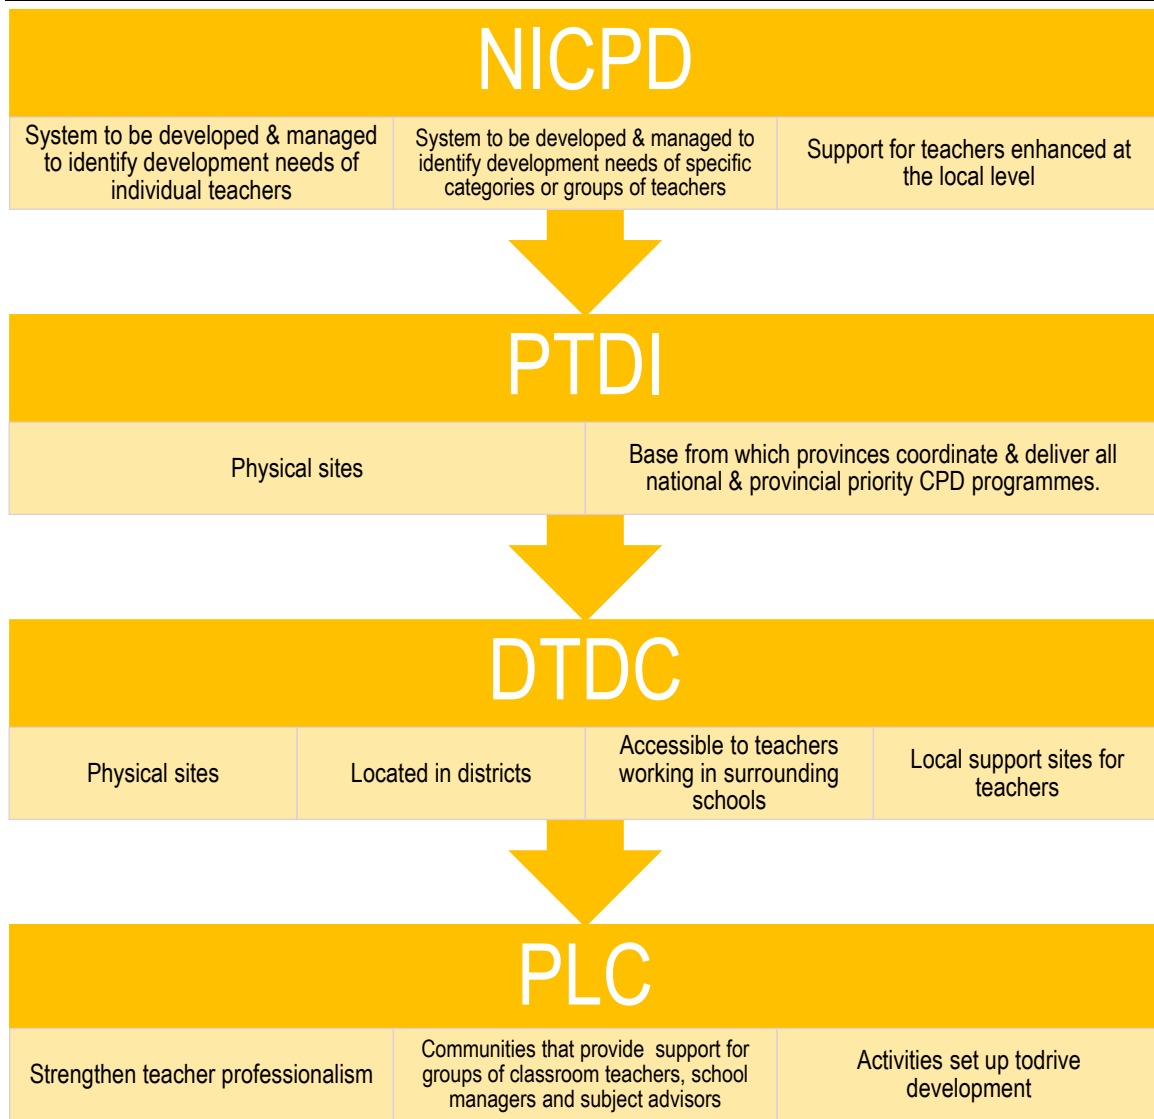 NICPD
System to be developed & managed
to identify development needs of
individual teachers
System to be developed & managed to
identify development needs of specific
categories or groups of teachers
Support for teachers enhanced at
the local level
PTDI
Physical sites
Base from which provinces coordinate & deliver all
national & provincial priority CPD programmes.
DTDC
Physical sites
Located in districts
Accessible to teachers
working in surrounding
schools
Local support sites for
teachers
PLC
Strengthen teacher professionalism
Communities that provide  support for
groups of classroom teachers, school
managers and subject advisors
Activities set up todrive
development